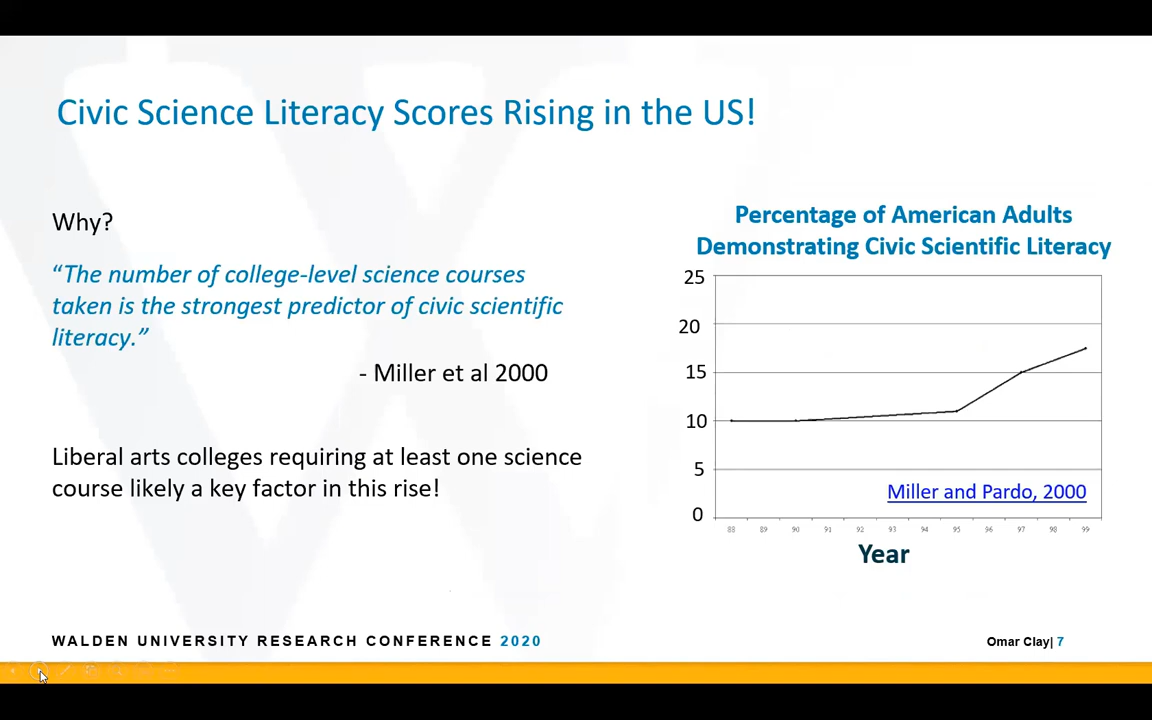 Civic Science Literacy Scores Rising in the US!
Why?
“The number of college-level science courses
taken is the strongest predictor of civic scientific
literacy.”
- Miller et al 2000
Liberal arts colleges requiring at least one science
course likely a key factor in this rise!
Percentage of American Adults
Demonstrating Civic Scientific Literacy
25
20
15
10
5
0
Miller and Pardo, 2000
88 89 90 91 92 93 94 95 96 97 98 99
Year
WALDEN UNIVERSITY RESEARCH CONFERENCE 2020
Omar Clay| 7